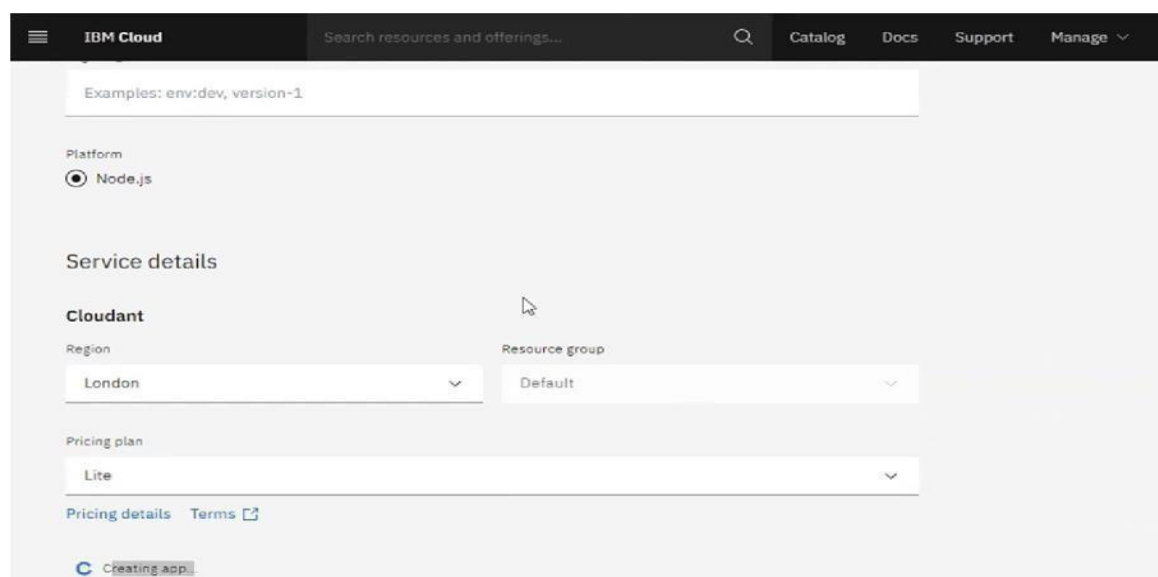 IBM Cloud Search resources and offerings... Catalog Docs Support Manage
Examples: env:dev, version-1
Platform
Node.js
Service details
Cloudant
Region Resource group
London Default
Pricing plan
Lite
Pricing details Terms
Creating app...